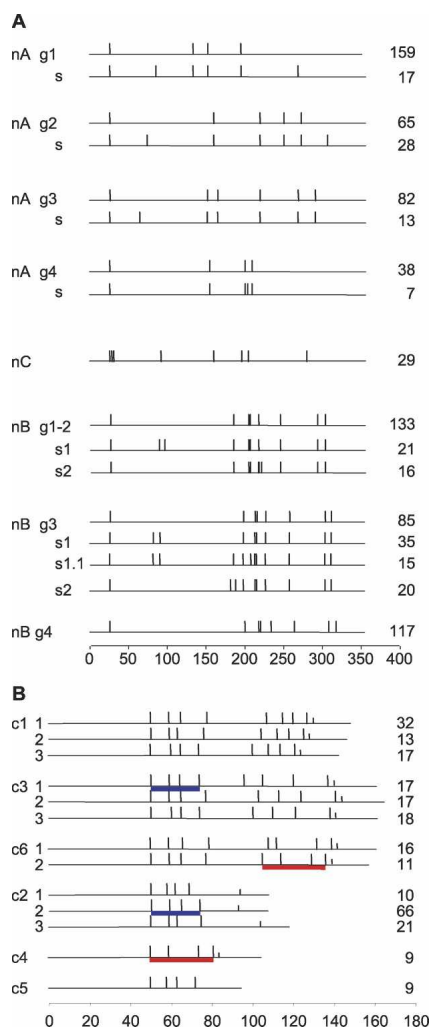 A
nA g1 159
s 17
nA g2 65
s 28
nA g3 82
s 13
nA g4 38
s 7
nC 29
nB g1-2 133
s1 21
s2 16
nB g3 85
s1 35
s1.1 15
s2 20
nB g4 117
0 50 100 150 200 250 300 350 400
B
c1 1 32
2 13
3 17
c3 1 17
2 17
3 18
c6 1 16
2 11
c2 1 10
2 66
3 21
c4 9
c5 9
0 20 40 60 80 100 120 140 160 180